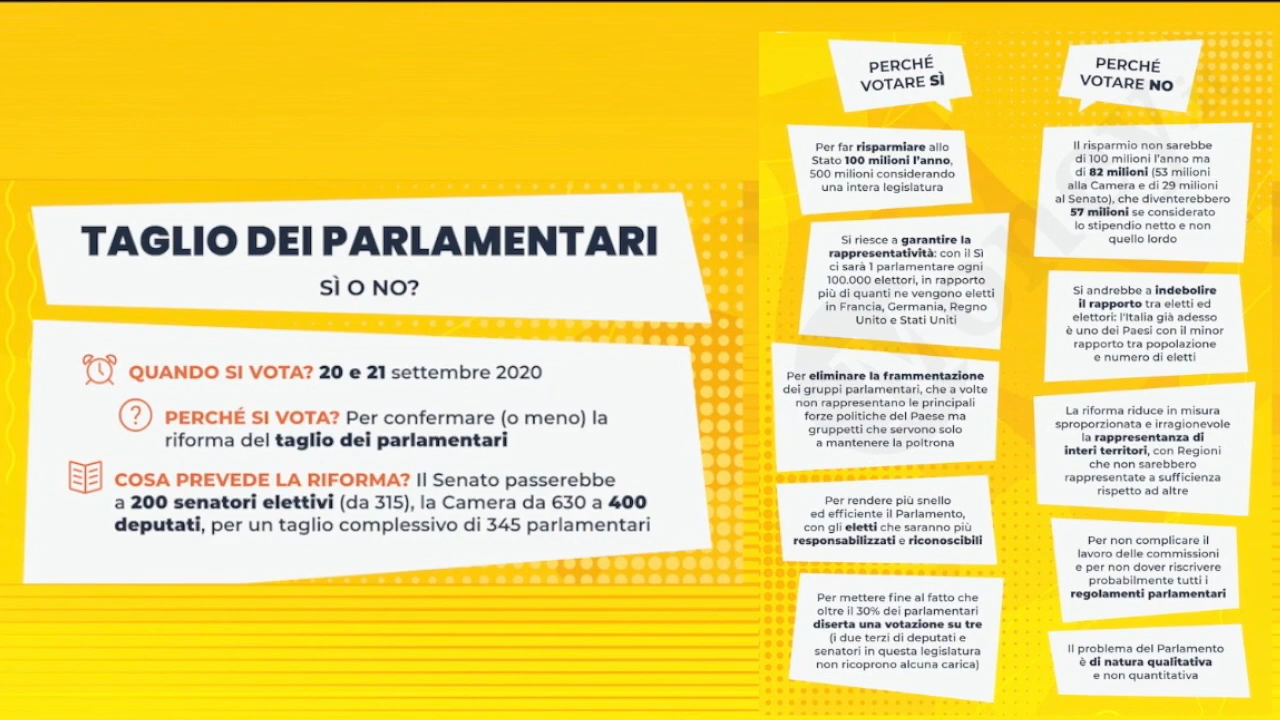 TAGLIO DEI PARLAMENTARI
SÌ O NO?
QUANDO SI VOTA? 20 e 21 settembre 2020
PERCHÉ SI VOTA? Per confermare (o meno) la
riforma del taglio dei parlamentari
COSA PREVEDE LA RIFORMA? Il Senato passerebbe
a 200 senatori elettivi (da 315), la Camera da 630 a 400
deputati, per un taglio complessivo di 345 parlamentari
PERCHÉ
VOTARE SÌ
Per far risparmiare allo
Stato 100 milioni l'anno,
500 milioni considerando
una intera legislatura
Si riesce a garantire la
rappresentatività: con il Sì
ci sarà 1 parlamentare ogni
100.000 elettori, in rapporto
più di quanti ne vengono eletti
in Francia, Germania, Regno
Unito e Stati Uniti
Per eliminare la frammentazione
dei gruppi parlamentari, che a volte
non rappresentano le principali
forze politiche del Paese ma
gruppetti che servono solo
a mantenere la poltrona
Per rendere più snello
ed efficiente il Parlamento,
con gli eletti che saranno più
responsabilizzati e riconoscibili
Per mettere fine al fatto che
oltre il 30% dei parlamentari
diserta una votazione su tre
(i due terzi di deputati e
senatori in questa legislatura
non ricoprono alcuna carica)
PERCHÉ
VOTARE NO
Il risparmio non sarebbe
di 100 milioni l'anno ma
di 82 milioni (53 milioni
alla Camera e di 29 milioni
al Senato), che diventerebbero
57 milioni se considerato
lo stipendio netto e non
quello lordo
Si andrebbe a indebolire
il rapporto tra eletti ed
elettori: l'Italia già adesso
è uno dei Paesi con il minor
rapporto tra popolazione
e numero di eletti
La riforma riduce in misura
sproporzionata e irragionevole
la rappresentanza di
interi territori, con Regioni
che non sarebbero
rappresentate a sufficienza
rispetto ad altre
Per non complicare il
lavoro delle commissioni
e per non dover riscrivere
probabilmente tutti i
regolamenti parlamentari
Il problema del Parlamento
è di natura qualitativa
e non quantitativa